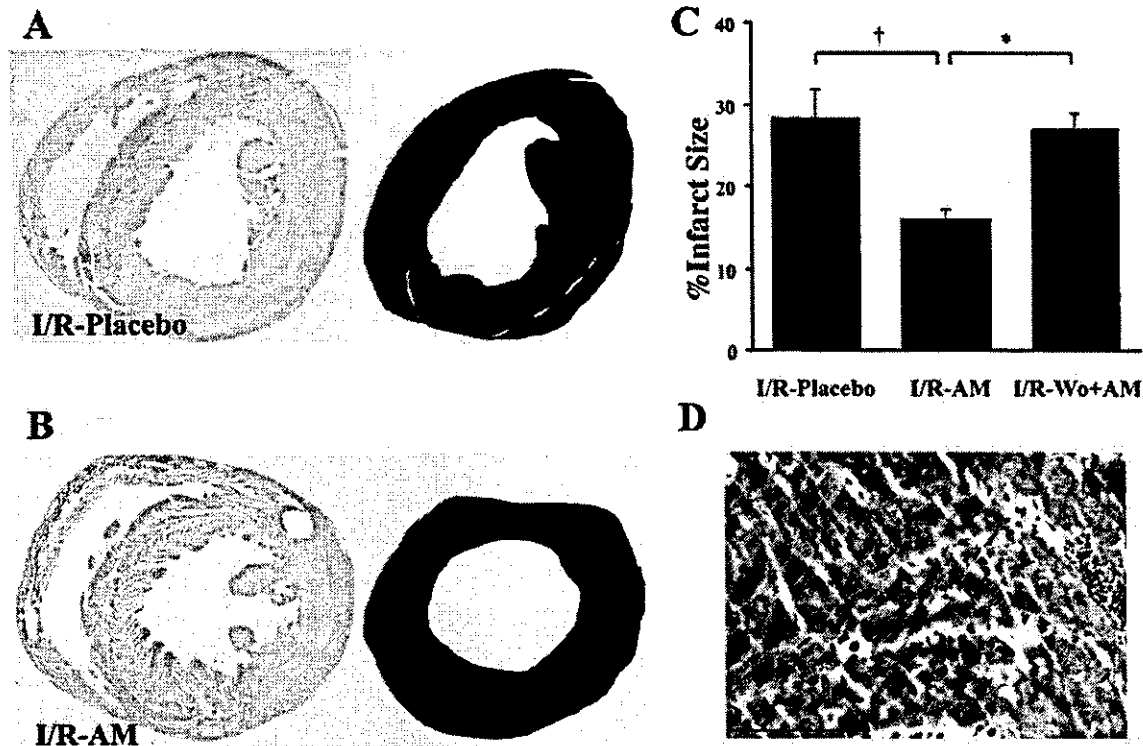 A
I/R-Placebo
B
I/R-AM
C
% Infarct Size
40
30
20
10
0
†
*
I/R-Placebo I/R-AM I/R-Wo+AM
D